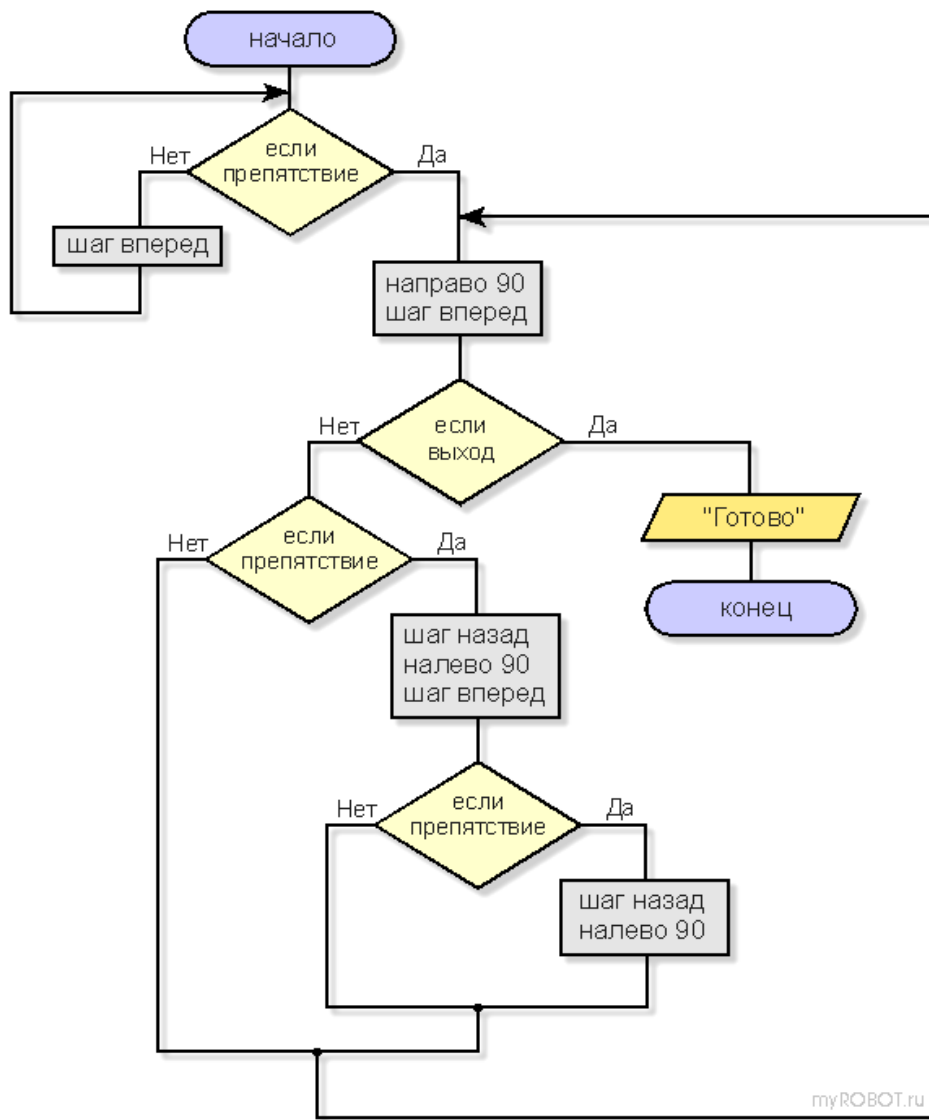 начало
если
препятствие
Нет
Да
шаг вперед
направо 90
шаг вперед
если
выход
Нет
Да
"Готово"
конец
если
препятствие
Нет
Да
шаг назад
налево 90
шаг вперед
если
препятствие
Нет
Да
шаг назад
налево 90
myROBOT.ru